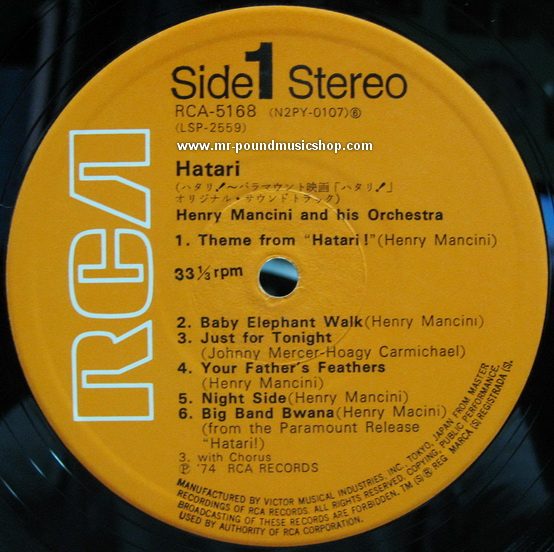 Side 1 Stereo
RCA-5168 (N2PY-0107)Ⓑ
(LSP-2559)
www.mr-poundmusicshop.com
Hatari
(ハタリ!〜パラマウント映画「ハタリ!」
オリジナル・サウンドトラック)
Henry Mancini and his Orchestra
1. Theme from "Hatari!"(Henry Mancini)
33⅓ rpm
2. Baby Elephant Walk(Henry Mancini)
3. Just for Tonight
(Johnny Mercer-Hoagy Carmichael)
4. Your Father's Feathers
(Henry Mancini)
5. Night Side(Henry Mancini)
6. Big Band Bwana(Henry Macini)
(from the Paramount Release
"Hatari!)
3. with Chorus
Ⓟ '74 RCA RECORDS
RCA
MANUFACTURED BY VICTOR MUSICAL INDUSTRIES, INC. TOKYO, JAPAN FROM MASTER
RECORDINGS OF RCA RECORDS. ALL RIGHTS RESERVED. COPYING, PUBLIC PERFORMANCE,
BROADCASTING OF THESE RECORDS ARE FORBIDDEN. TM(S)® REG. MARCA(S) REGISTRADA(S).
USED BY AUTHORITY OF RCA CORPORATION.